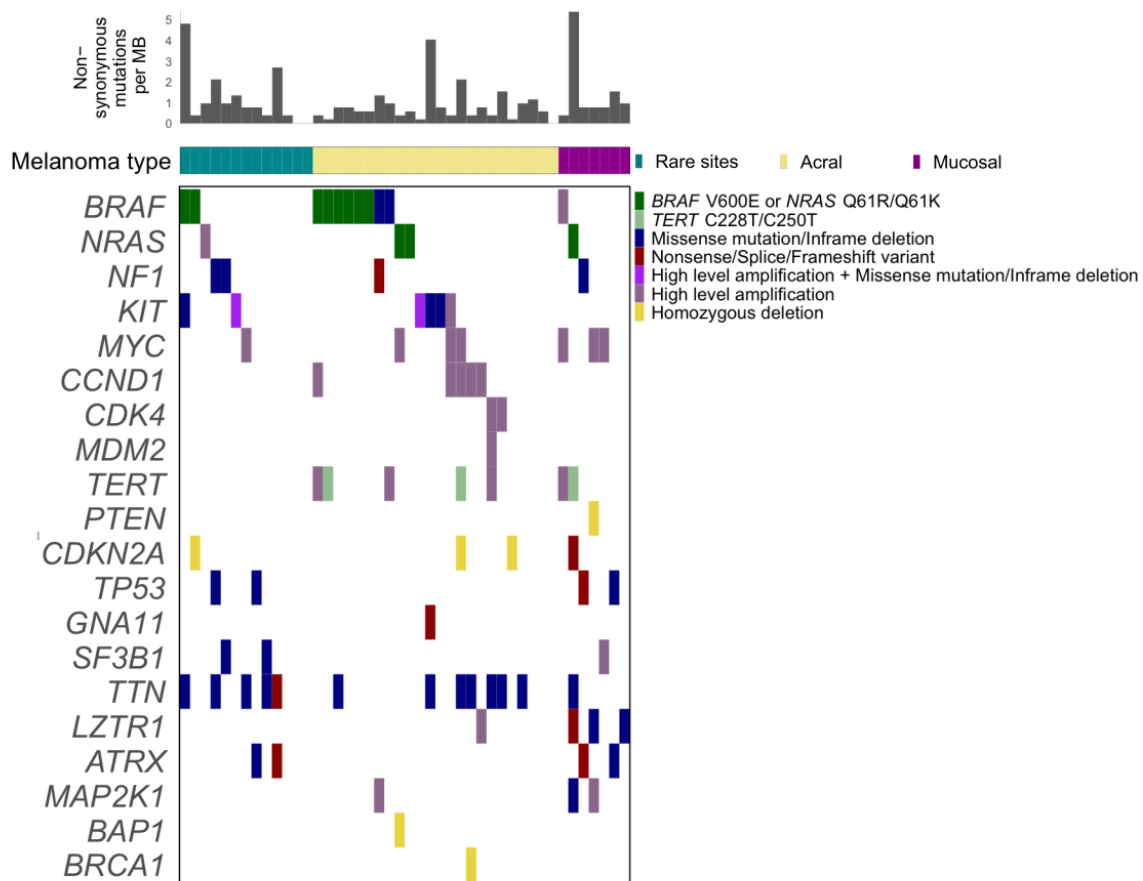 Non−
synonymous
mutations
per MB
5
4
3
2
1
0
Melanoma type
Rare sites
Acral
Mucosal
BRAF
NRAS
NF1
KIT
MYC
CCND1
CDK4
MDM2
TERT
PTEN
CDKN2A
TP53
GNA11
SF3B1
TTN
LZTR1
ATRX
MAP2K1
BAP1
BRCA1
BRAF V600E or NRAS Q61R/Q61K
TERT C228T/C250T
Missense mutation/Inframe deletion
Nonsense/Splice/Frameshift variant
High level amplification + Missense mutation/Inframe deletion
High level amplification
Homozygous deletion